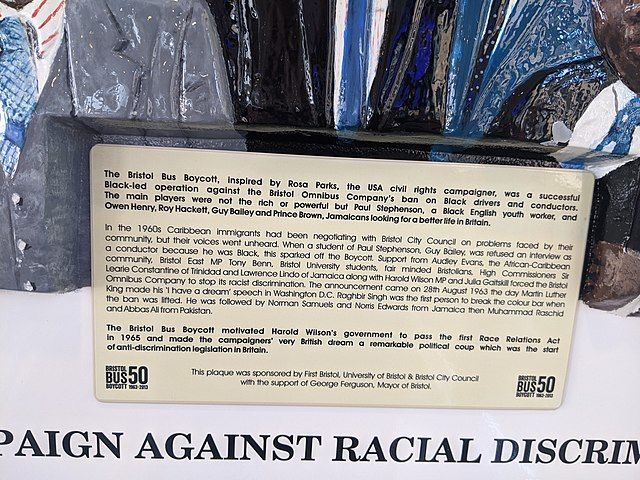 The Bristol Bus Boycott, inspired by Rosa Parks, the USA civil rights campaigner, was a successful
Black-led operation against the Bristol Omnibus Company's ban on Black drivers and conductors.
The main players were not the rich or powerful but Paul Stephenson, a Black English youth worker, and
Owen Henry, Roy Hackett, Guy Bailey and Prince Brown, Jamaicans looking for a better life in Britain.
In the 1960s Caribbean immigrants had been negotiating with Bristol City Council on problems faced by their
community, but their voices went unheard. When a student of Paul Stephenson, Guy Bailey, was refused an interview as
a conductor because he was Black, this sparked off the Boycott. Support from Audley Evans, the African-Caribbean
community, Bristol East MP Tony Benn, Bristol University students, fair minded Bristolians, High Commissioners Sir
Learie Constantine of Trinidad and Lawrence Lindo of Jamaica along with Harold Wilson MP and Julia Gaitskill forced the Bristol
Omnibus Company to stop its racist discrimination. The announcement came on 28th August 1963 the day Martin Luther
King made his 'I have a dream' speech in Washington D.C. Raghbir Singh was the first person to break the colour bar when
the ban was lifted. He was followed by Norman Samuels and Norris Edwards from Jamaica then Muhammad Raschid
and Abbas Ali from Pakistan.
The Bristol Bus Boycott motivated Harold Wilson's government to pass the first Race Relations Act
in 1965 and made the campaigners' very British dream a remarkable political coup which was the start
of anti-discrimination legislation in Britain.
BRISTOL
BUS 50
BOYCOTT 1963-2013
This plaque was sponsored by First Bristol, University of Bristol & Bristol City Council
with the support of George Ferguson, Mayor of Bristol.
BRISTOL
BUS 50
BOYCOTT 1963-2013
PAIGN AGAINST RACIAL DISCRIM